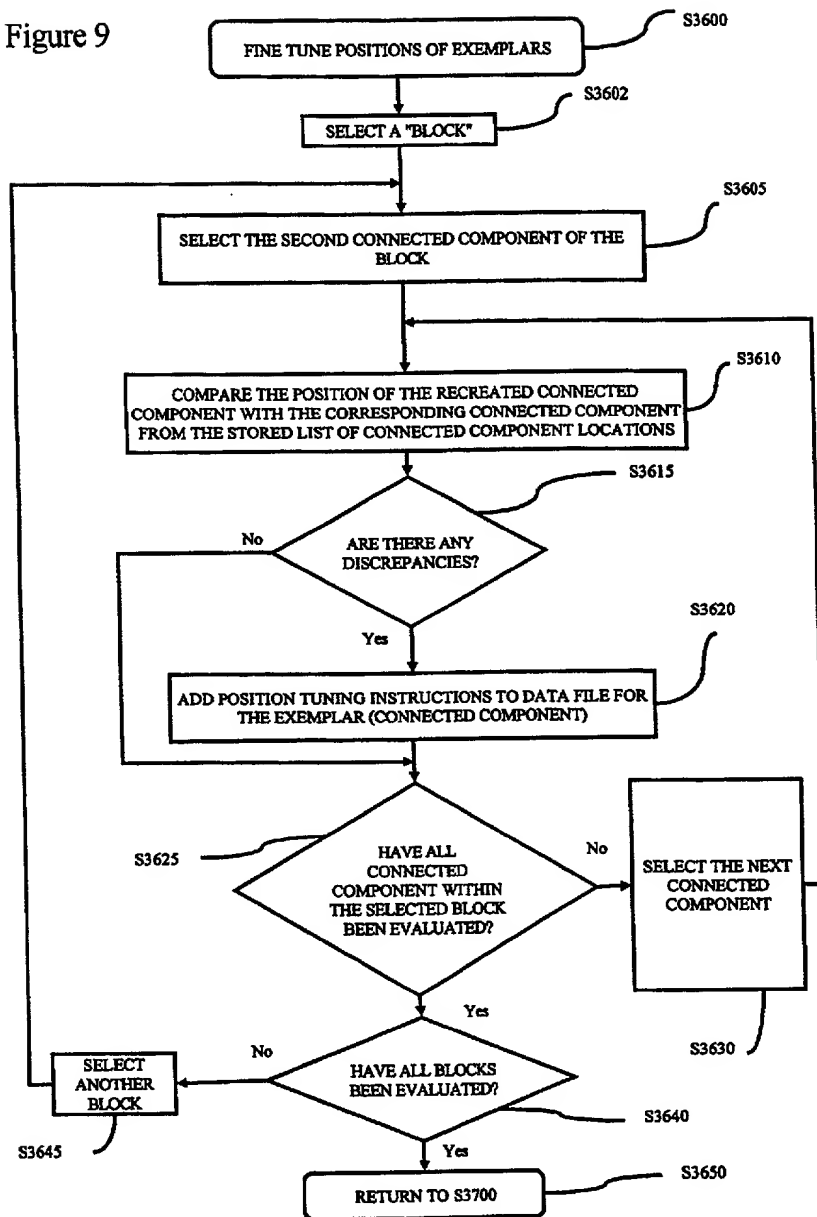 Figure 9
S3600
FINE TUNE POSITIONS OF EXEMPLARS
S3602
SELECT A "BLOCK"
S3605
SELECT THE SECOND CONNECTED COMPONENT OF THE
BLOCK
S3610
COMPARE THE POSITION OF THE RECREATED CONNECTED
COMPONENT WITH THE CORRESPONDING CONNECTED COMPONENT
FROM THE STORED LIST OF CONNECTED COMPONENT LOCATIONS
S3615
No
ARE THERE ANY
DISCREPANCIES?
Yes
S3620
ADD POSITION TUNING INSTRUCTIONS TO DATA FILE FOR
THE EXEMPLAR (CONNECTED COMPONENT)
S3625
HAVE ALL
CONNECTED
COMPONENT WITHIN
THE SELECTED BLOCK
BEEN EVALUATED?
No
SELECT THE NEXT
CONNECTED
COMPONENT
S3630
Yes
No
HAVE ALL BLOCKS
BEEN EVALUATED?
SELECT
ANOTHER
BLOCK
S3645
S3640
Yes
S3650
RETURN TO S3700